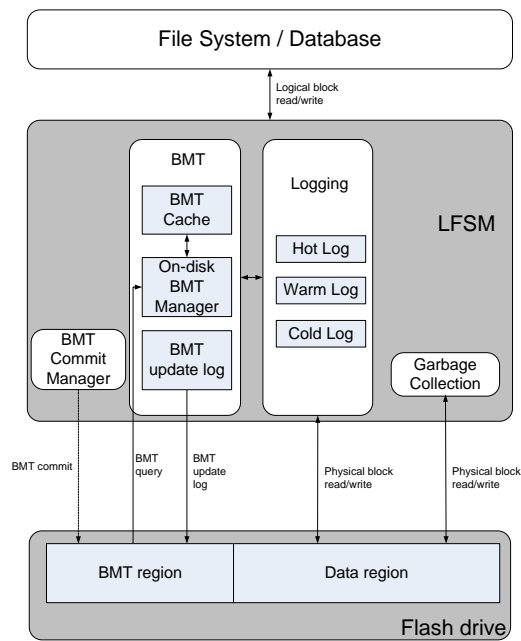 File System / Database
Logical block
read/write
BMT
BMT
Cache
On-disk
BMT
Manager
BMT
update log
Logging
Hot Log
Warm Log
Cold Log
LFSM
BMT
Commit
Manager
Garbage
Collection
BMT commit
BMT
query
BMT
update
log
Physical block
read/write
Physical block
read/write
BMT region
Data region
Flash drive